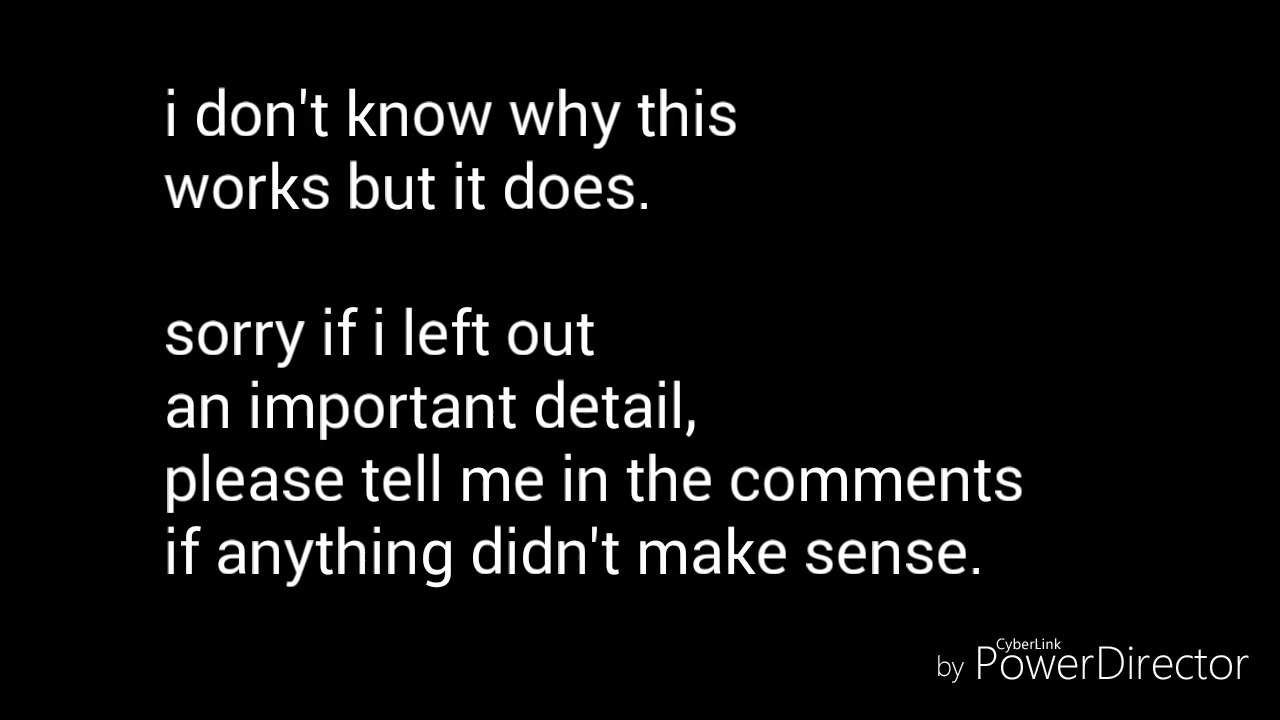 i don't know why this
works but it does.
sorry if i left out
an important detail,
please tell me in the comments
if anything didn't make sense.
CyberLink
by PowerDirector